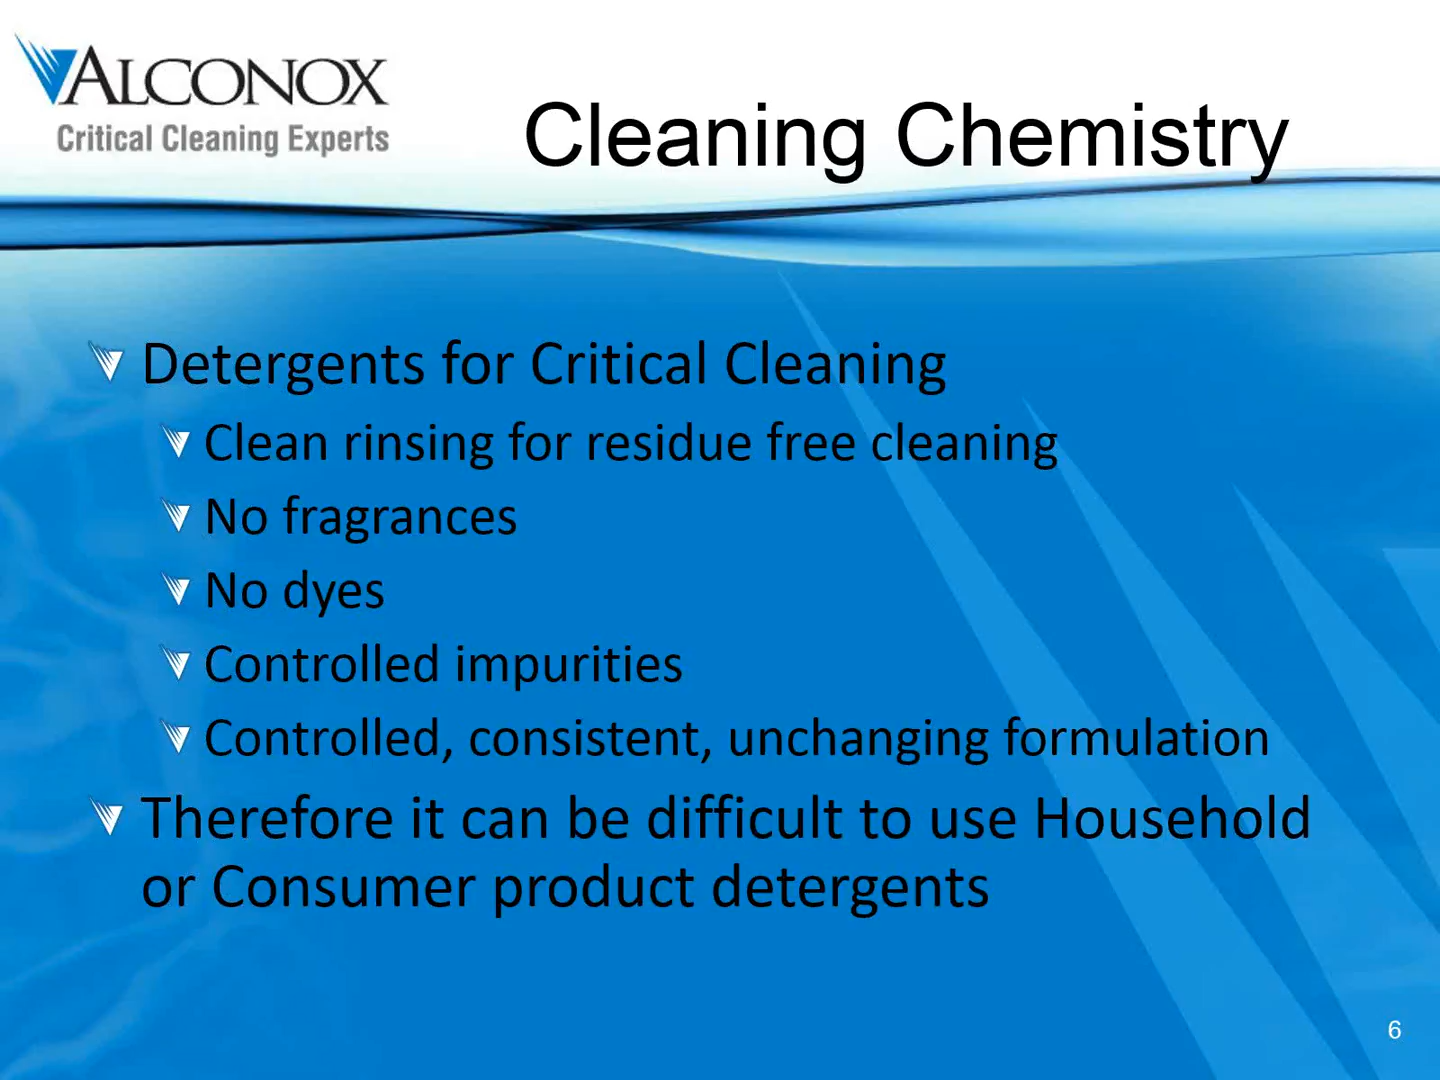 ALCONOX
Critical Cleaning Experts
Cleaning Chemistry
Detergents for Critical Cleaning
Clean rinsing for residue free cleaning
No fragrances
No dyes
Controlled impurities
Controlled, consistent, unchanging formulation
Therefore it can be difficult to use Household
or Consumer product detergents
6